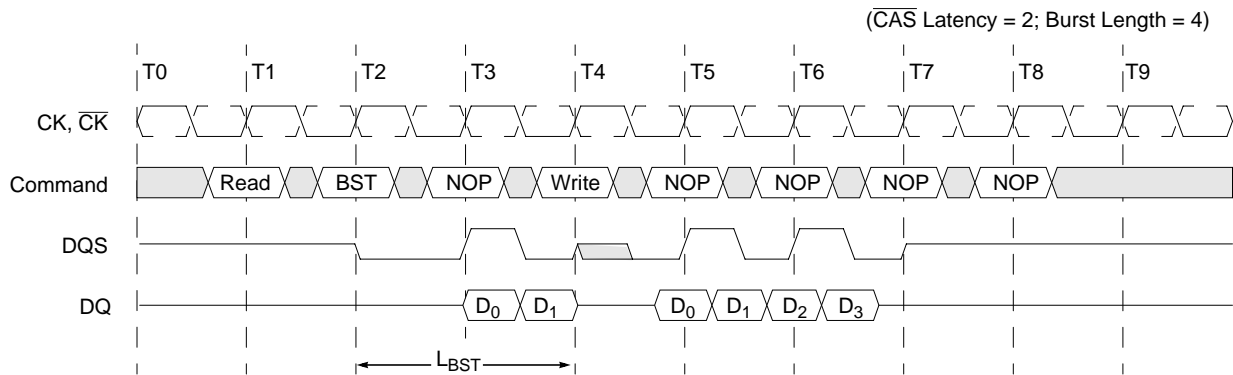 (CAS Latency = 2; Burst Length = 4)
T0 T1 T2 T3 T4 T5 T6 T7 T8 T9
CK, CK
Command Read BST NOP Write NOP NOP NOP NOP
DQS
DQ D0 D1 D0 D1 D2 D3
LBST